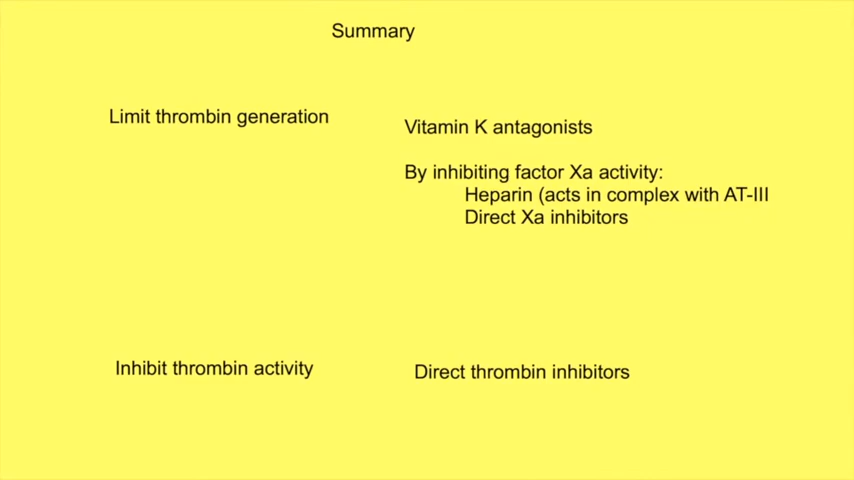 Summary
Limit thrombin generation
Vitamin K antagonists
By inhibiting factor Xa activity:
Heparin (acts in complex with AT-III
Direct Xa inhibitors
Inhibit thrombin activity
Direct thrombin inhibitors